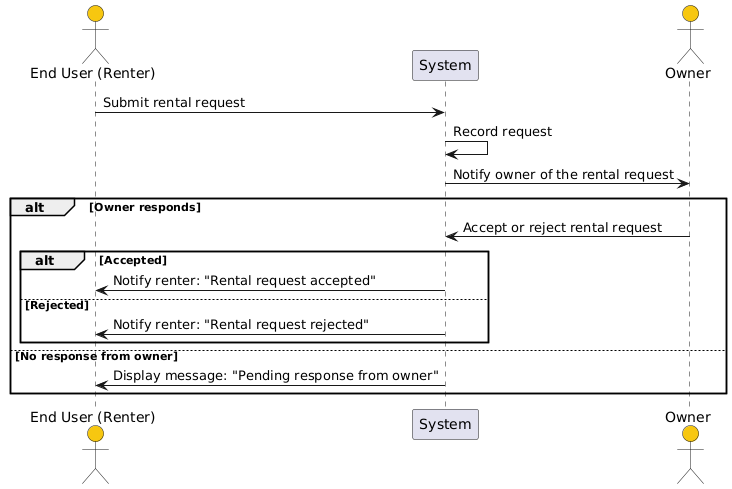 End User (Renter)
System
Owner
Submit rental request
Record request
Notify owner of the rental request
alt
[Owner responds]
Accept or reject rental request
alt
[Accepted]
Notify renter: "Rental request accepted"
[Rejected]
Notify renter: "Rental request rejected"
[No response from owner]
Display message: "Pending response from owner"
End User (Renter)
System
Owner